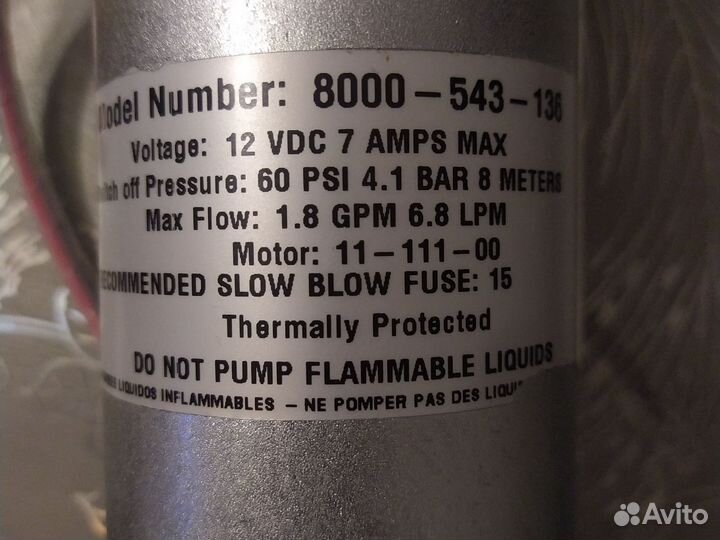 Model Number: 8000-543-136
Voltage: 12 VDC 7 AMPS MAX
off Pressure: 60 PSI 4.1 BAR 8 METERS
Max Flow: 1.8 GPM 6.8 LPM
Motor: 11-111-00
RECOMMENDED SLOW BLOW FUSE: 15
Thermally Protected
DO NOT PUMP FLAMMABLE LIQUIDS
LIQUIDOS INFLAMMABLES - NE POMPER PAS DES LIQUI
Avito